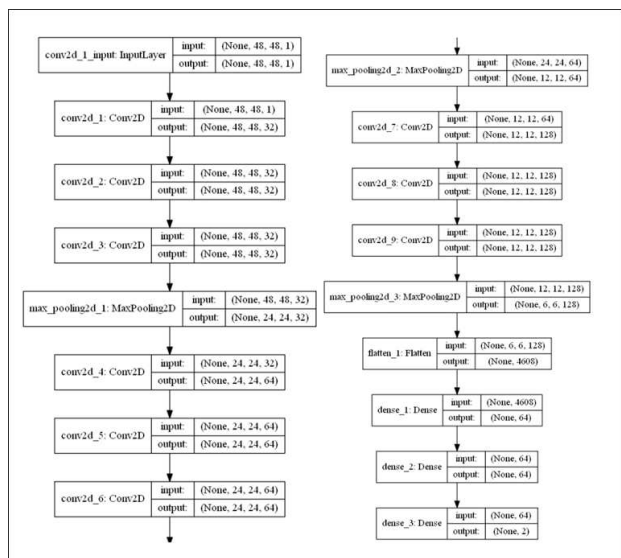 conv2d_1_input: InputLayer
input: (None, 48, 48, 1)
output: (None, 48, 48, 1)
conv2d_1: Conv2D
input: (None, 48, 48, 1)
output: (None, 48, 48, 32)
conv2d_2: Conv2D
input: (None, 48, 48, 32)
output: (None, 48, 48, 32)
conv2d_3: Conv2D
input: (None, 48, 48, 32)
output: (None, 48, 48, 32)
max_pooling2d_1: MaxPooling2D
input: (None, 48, 48, 32)
output: (None, 24, 24, 32)
conv2d_4: Conv2D
input: (None, 24, 24, 32)
output: (None, 24, 24, 64)
conv2d_5: Conv2D
input: (None, 24, 24, 64)
output: (None, 24, 24, 64)
conv2d_6: Conv2D
input: (None, 24, 24, 64)
output: (None, 24, 24, 64)
max_pooling2d_2: MaxPooling2D
input: (None, 24, 24, 64)
output: (None, 12, 12, 64)
conv2d_7: Conv2D
input: (None, 12, 12, 64)
output: (None, 12, 12, 128)
conv2d_8: Conv2D
input: (None, 12, 12, 128)
output: (None, 12, 12, 128)
conv2d_9: Conv2D
input: (None, 12, 12, 128)
output: (None, 12, 12, 128)
max_pooling2d_3: MaxPooling2D
input: (None, 12, 12, 128)
output: (None, 6, 6, 128)
flatten_1: Flatten
input: (None, 6, 6, 128)
output: (None, 4608)
dense_1: Dense
input: (None, 4608)
output: (None, 64)
dense_2: Dense
input: (None, 64)
output: (None, 64)
dense_3: Dense
input: (None, 64)
output: (None, 2)